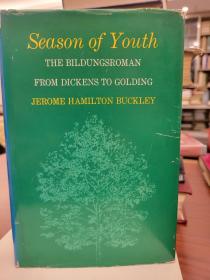 Season of Youth
THE BILDUNGSROMAN
FROM DICKENS TO GOLDING
JEROME HAMILTON BUCKLEY